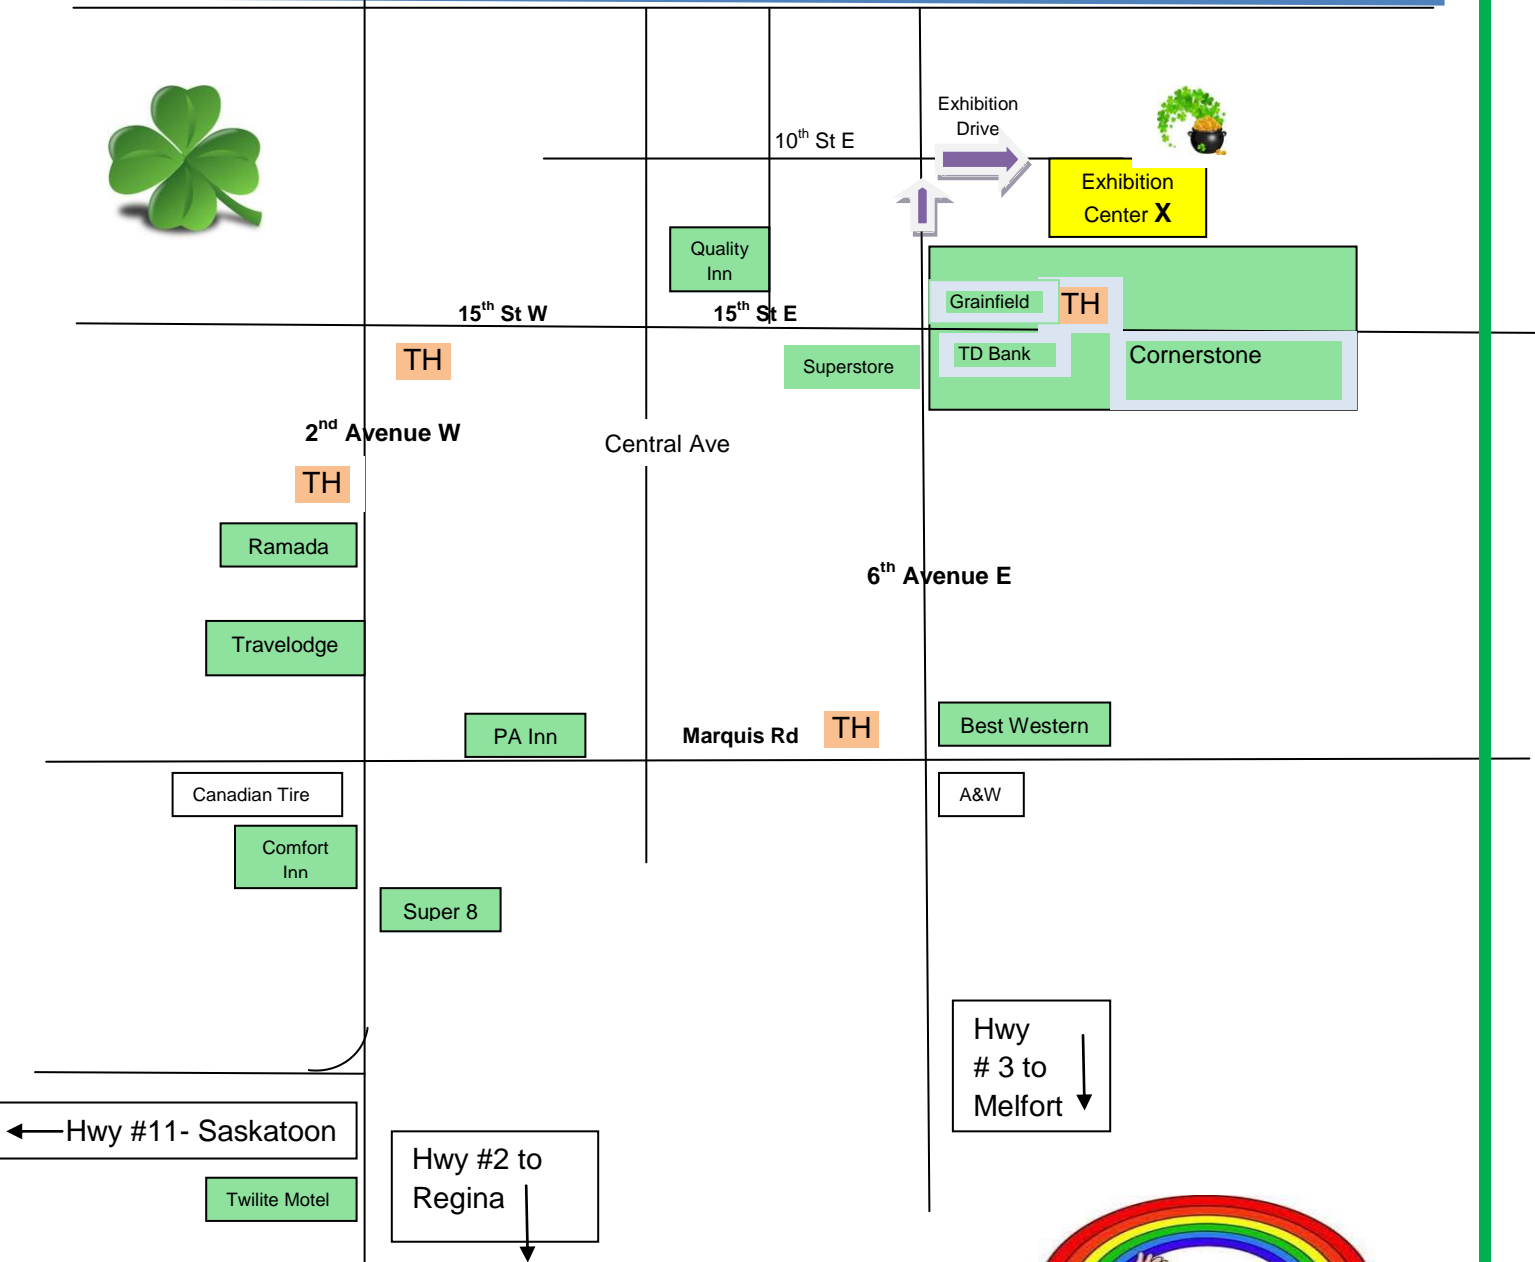 Exhibition
Drive
10th St E
Exhibition
Center X
Quality
Inn
15th St W
15th St E
Grainfield
TH
TH
Superstore
TD Bank
Cornerstone
2nd Avenue W
Central Ave
TH
Ramada
6th Avenue E
Travelodge
PA Inn
Marquis Rd
TH
Best Western
Canadian Tire
A&W
Comfort
Inn
Super 8
Hwy
# 3 to
Melfort
Hwy #11- Saskatoon
Hwy #2 to
Regina
Twilite Motel